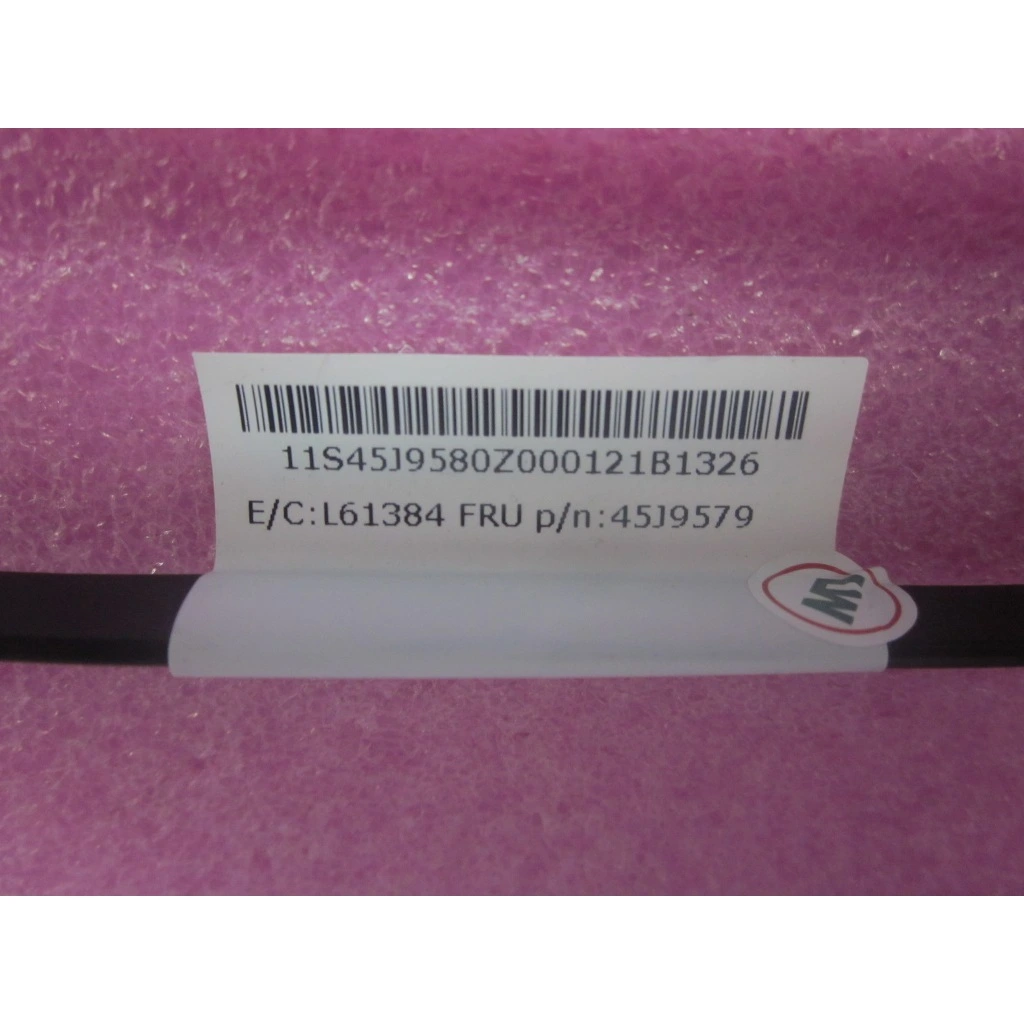 11S45J9580Z000121B1326
E/C:L61384 FRU p/n:45J9579